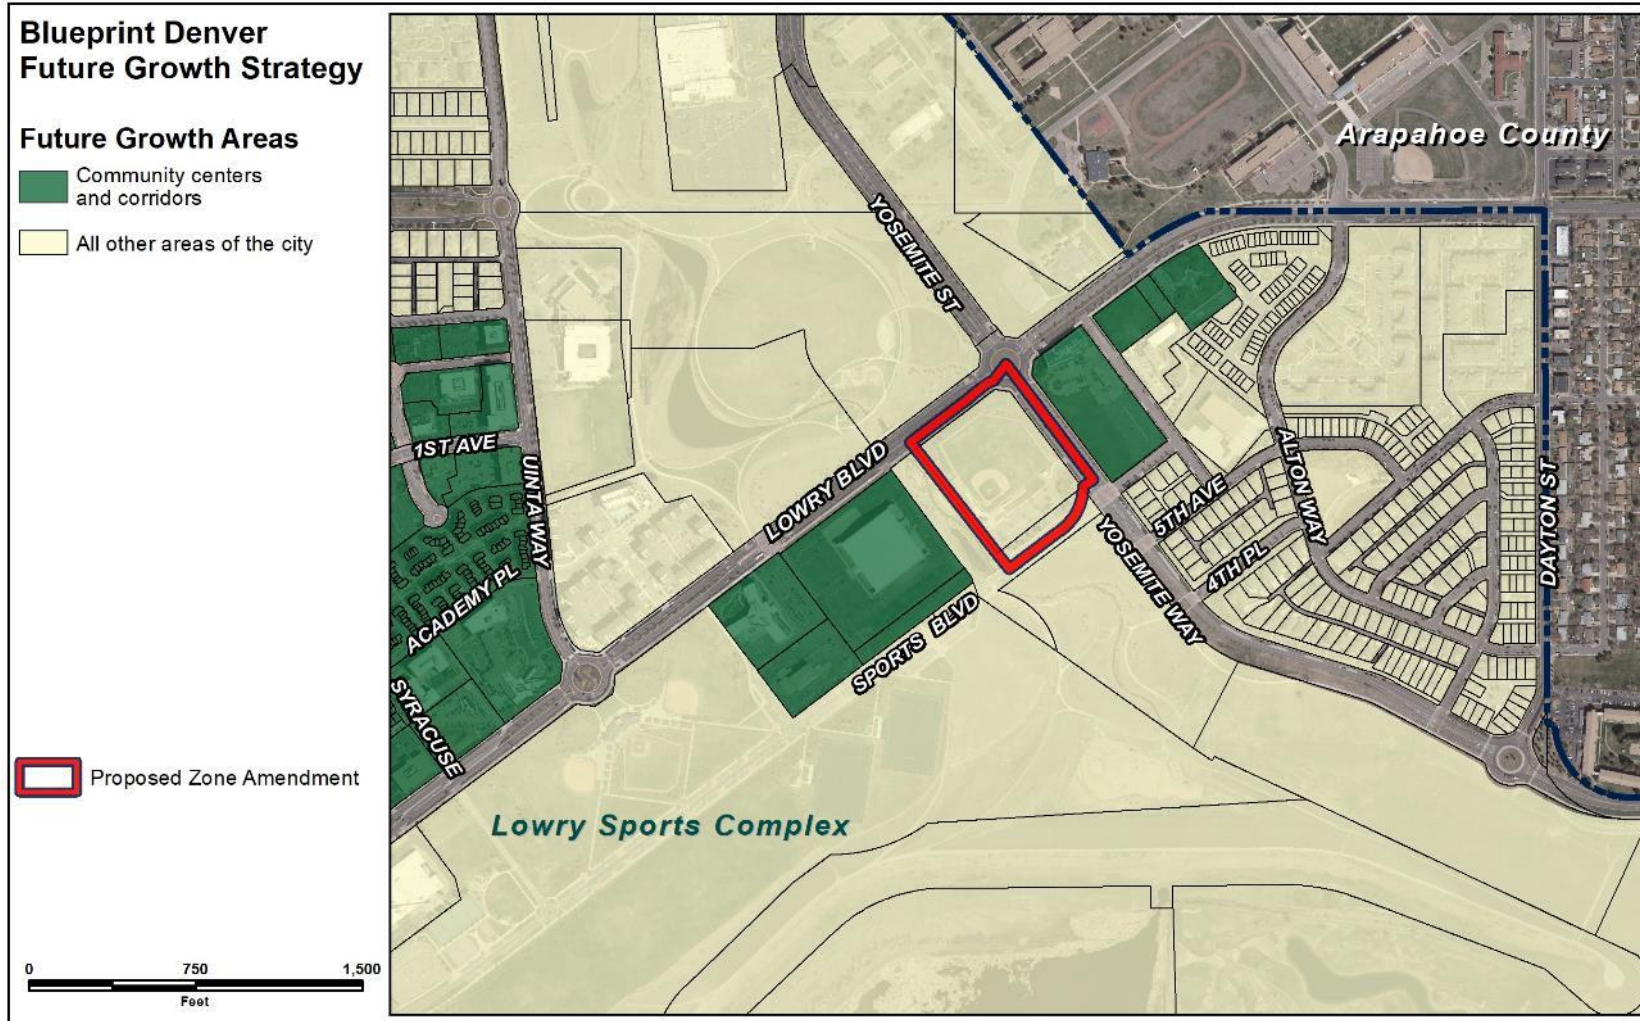 Blueprint Denver
Future Growth Strategy
Future Growth Areas
Community centers
and corridors
All other areas of the city
Proposed Zone Amendment
0 750 1,500
Feet
Arapahoe County
YOSEMITE ST
1ST AVE
UINTA WAY
LOWRY BLVD
ALTON WAY
5TH AVE
DAYTON ST
4TH PL
YOSEMITE WAY
ACADEMY PL
SPORTS BLVD
SYRACUSE
Lowry Sports Complex